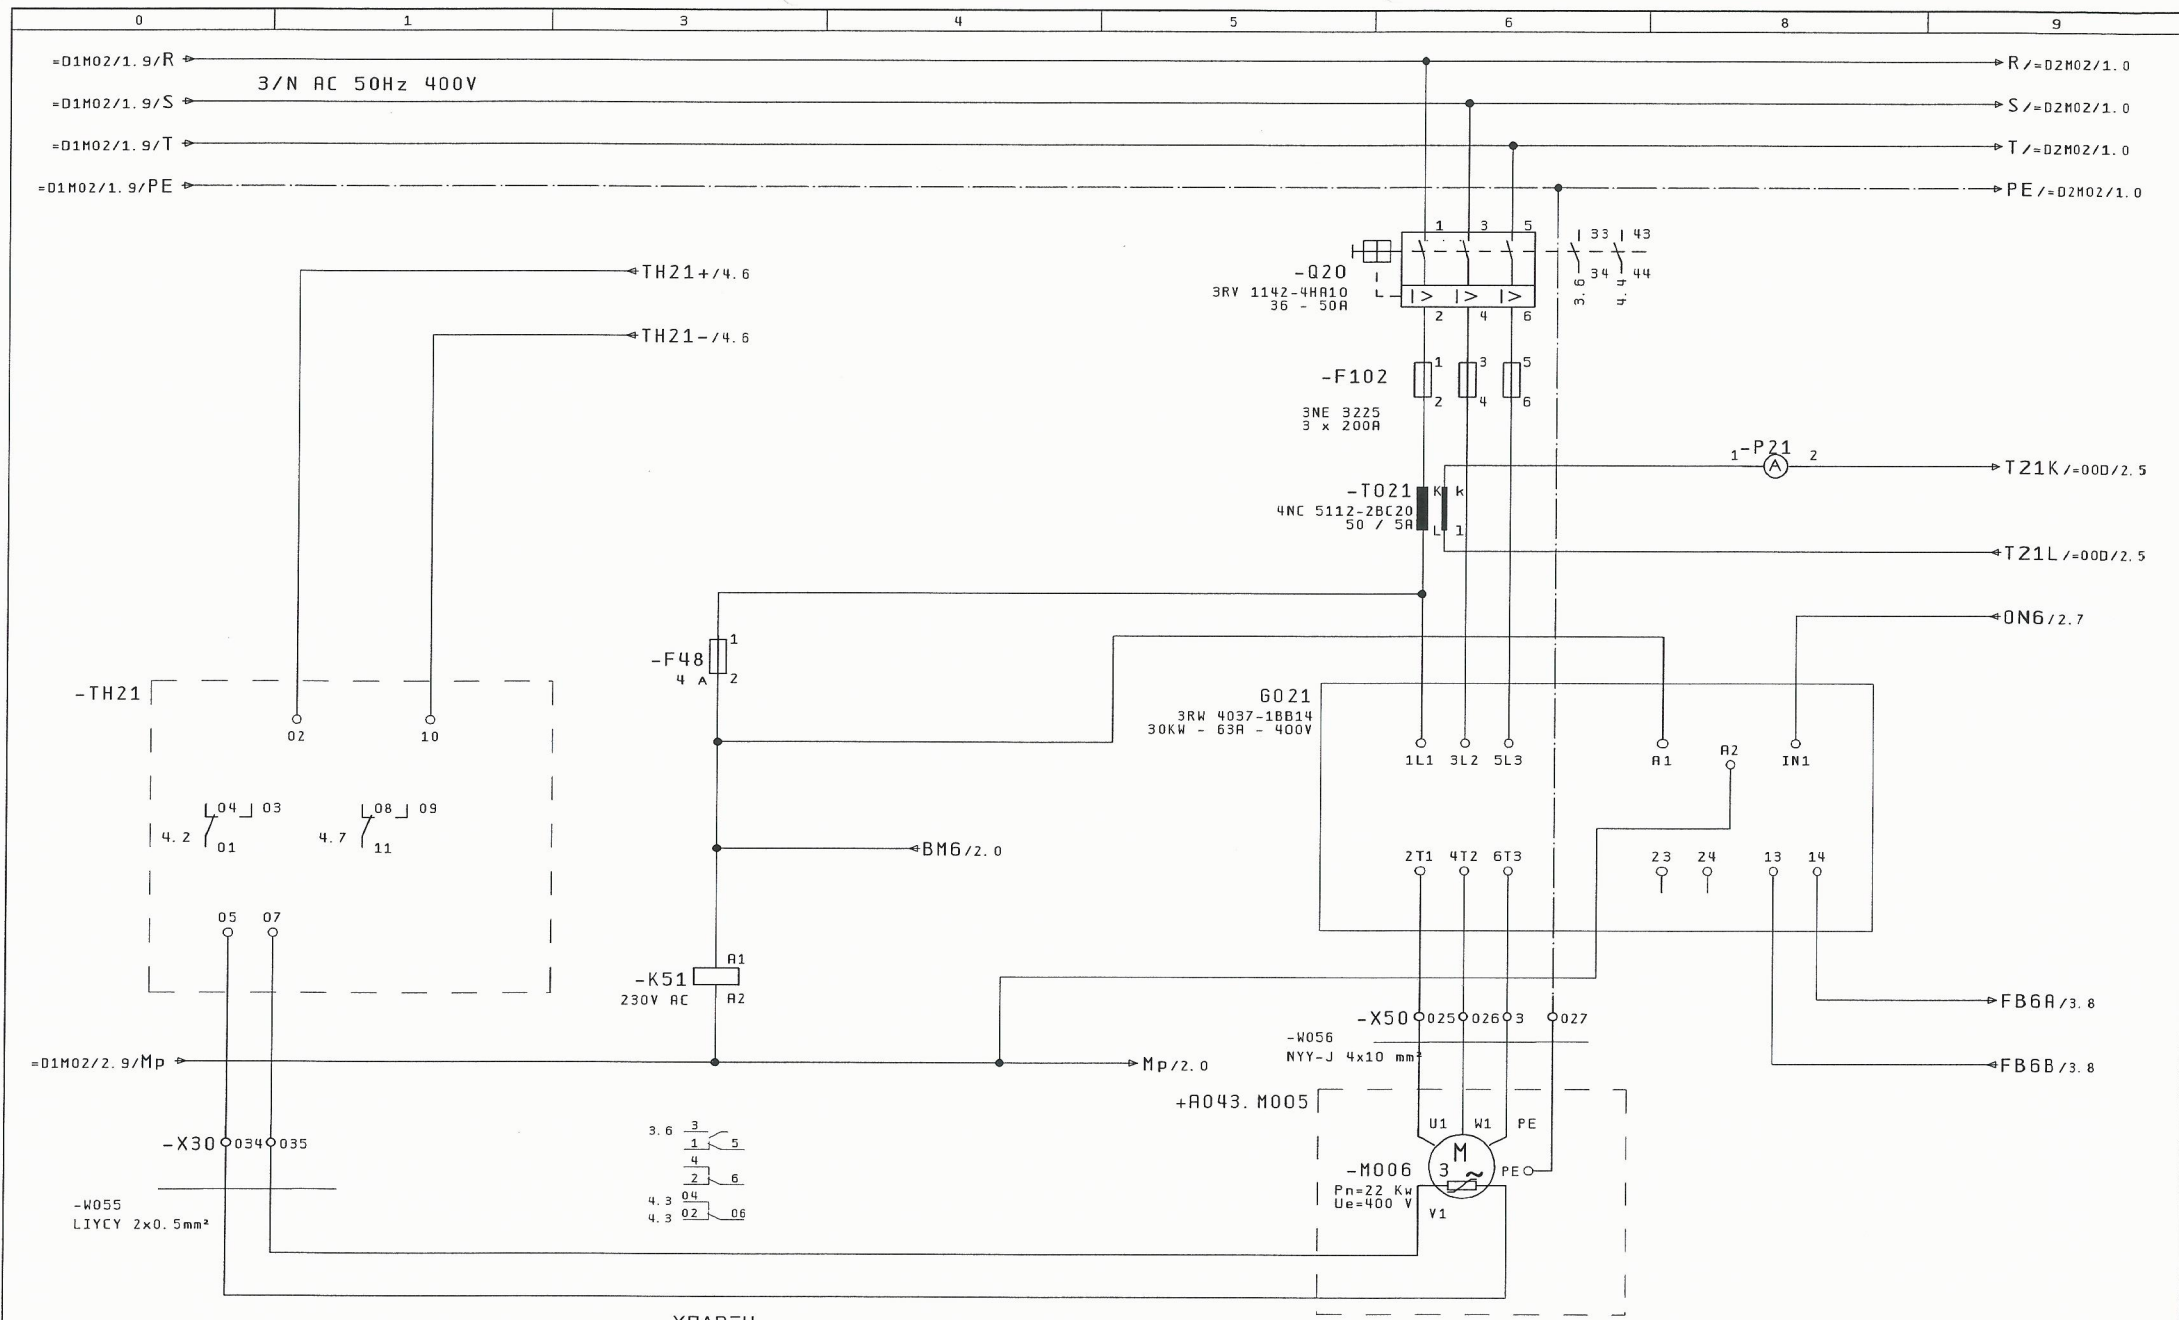 0 1 3 4 5 6 8 9
=D1M02/1.9/R
R/=D2M02/1.0
3/N AC 50Hz 400V
=D1M02/1.9/S
S/=D2M02/1.0
=D1M02/1.9/T
T/=D2M02/1.0
=D1M02/1.9/PE
PE/=D2M02/1.0
1 3 5
33 43
TH21+/4.6
-Q20
34 44
3RV 1142-4HA10
36 - 50A
I> I> I>
3.6 4.4
2 4 6
TH21-/4.6
1 3 5
-F102
2 4 6
3NE 3225
3 x 200A
-P21
1 A 2
T21K/=00D/2.5
-T021
K k
4NC 5112-2BC20
50 / 5A
L l
T21L/=00D/2.5
ON6/2.7
1
-F48
4 A 2
-TH21
G021
3RW 4037-1BB14
30KW - 63A - 400V
02 10
1L1 3L2 5L3
A1 A2 IN1
04 03 08 09
4.2 01
4.7 11
BM6/2.0
2T1 4T2 6T3
23 24 13 14
05 07
A1
-K51
230V AC A2
FB6A/3.8
-X50 025 026 3 027
-W056
NYY-J 4x10 mm²
=D1M02/2.9/Mp
Mp/2.0
FB6B/3.8
+A043.M005
3.6 3
1 5
U1 W1 PE
-X30 034 035
4
2 6
M
3 ~
-M006
PE
Pn=22 Kw
Ue=400 V
V1
4.3 04
4.3 02 06
-W055
LIYCY 2x0.5mm²